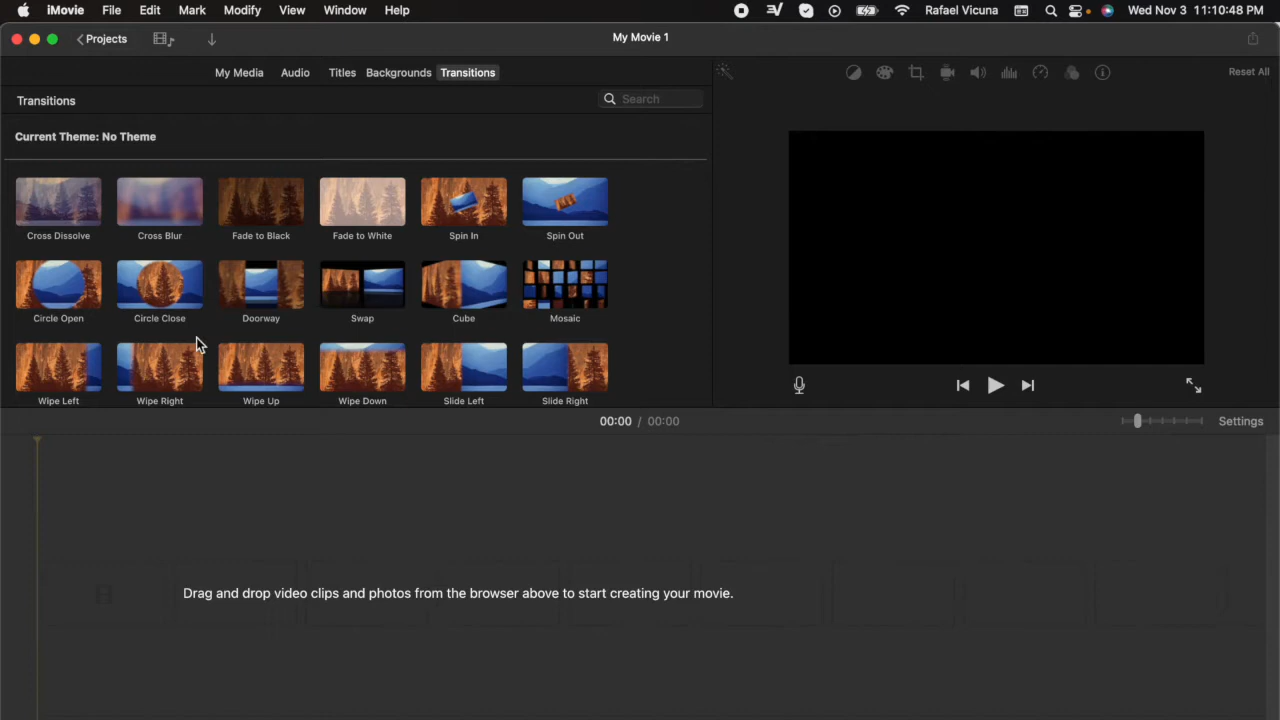 iMovie File Edit Mark Modify View Window Help Rafael Vicuna Wed Nov 3 11:10:48 PM
Projects My Movie 1
My Media Audio Titles Backgrounds Transitions Reset All
Transitions Search
Current Theme: No Theme
Cross Dissolve Cross Blur Fade to Black Fade to White Spin In Spin Out
Circle Open Circle Close Doorway Swap Cube Mosaic
Wipe Left Wipe Right Wipe Up Wipe Down Slide Left Slide Right
00:00 / 00:00 Settings
Drag and drop video clips and photos from the browser above to start creating your movie.